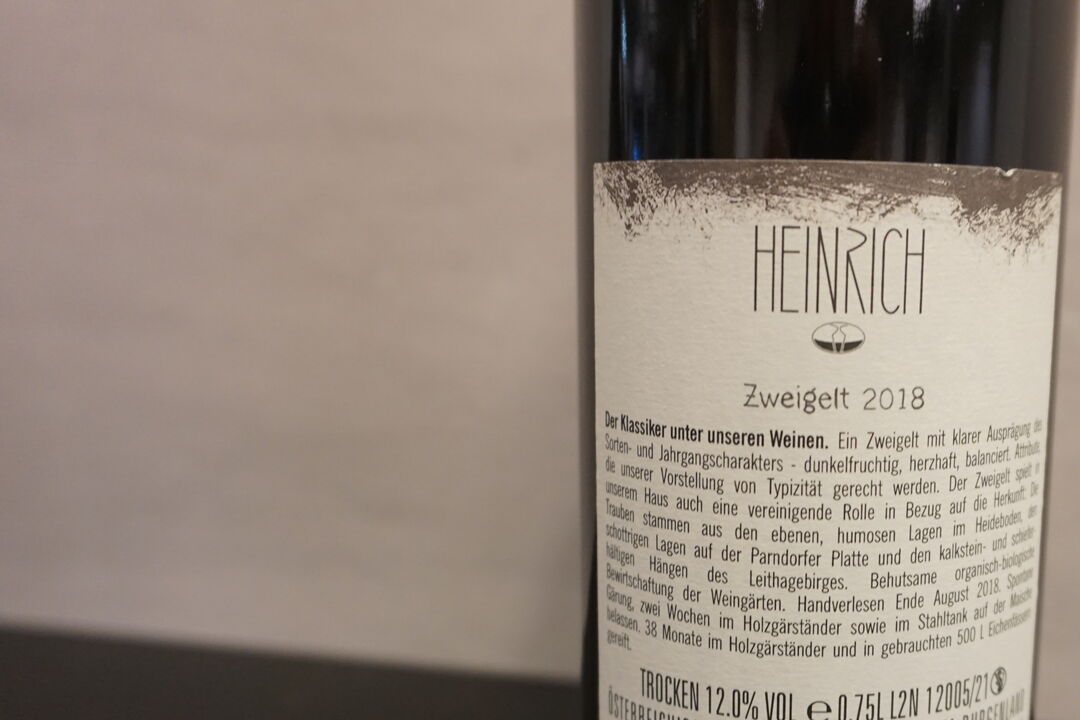 HEINRICH
Zweigelt 2018
Der Klassiker unter unseren Weinen. Ein Zweigelt mit klarer Ausprägung des
Sorten- und Jahrgangscharakters - dunkelfruchtig, herzhaft, balanciert. Attribute,
die unserer Vorstellung von Typizität gerecht werden. Der Zweigelt spielt in
unserem Haus auch eine vereinigende Rolle in Bezug auf die Herkunft: Die
Trauben stammen aus den ebenen, humosen Lagen im Heideboden, den
schottrigen Lagen auf der Parndorfer Platte und den kalkstein- und schiefer-
hältigen Hängen des Leithagebirges. Behutsame organisch-biologische
Bewirtschaftung der Weingärten. Handverlesen Ende August 2018. Spontane
Gärung, zwei Wochen im Holzgärständer sowie im Stahltank auf der Maische
belassen. 38 Monate im Holzgärständer und in gebrauchten 500 L Eichenfässern
gereift.
TROCKEN 12.0% VOL e 0,75L L2N 12005/21